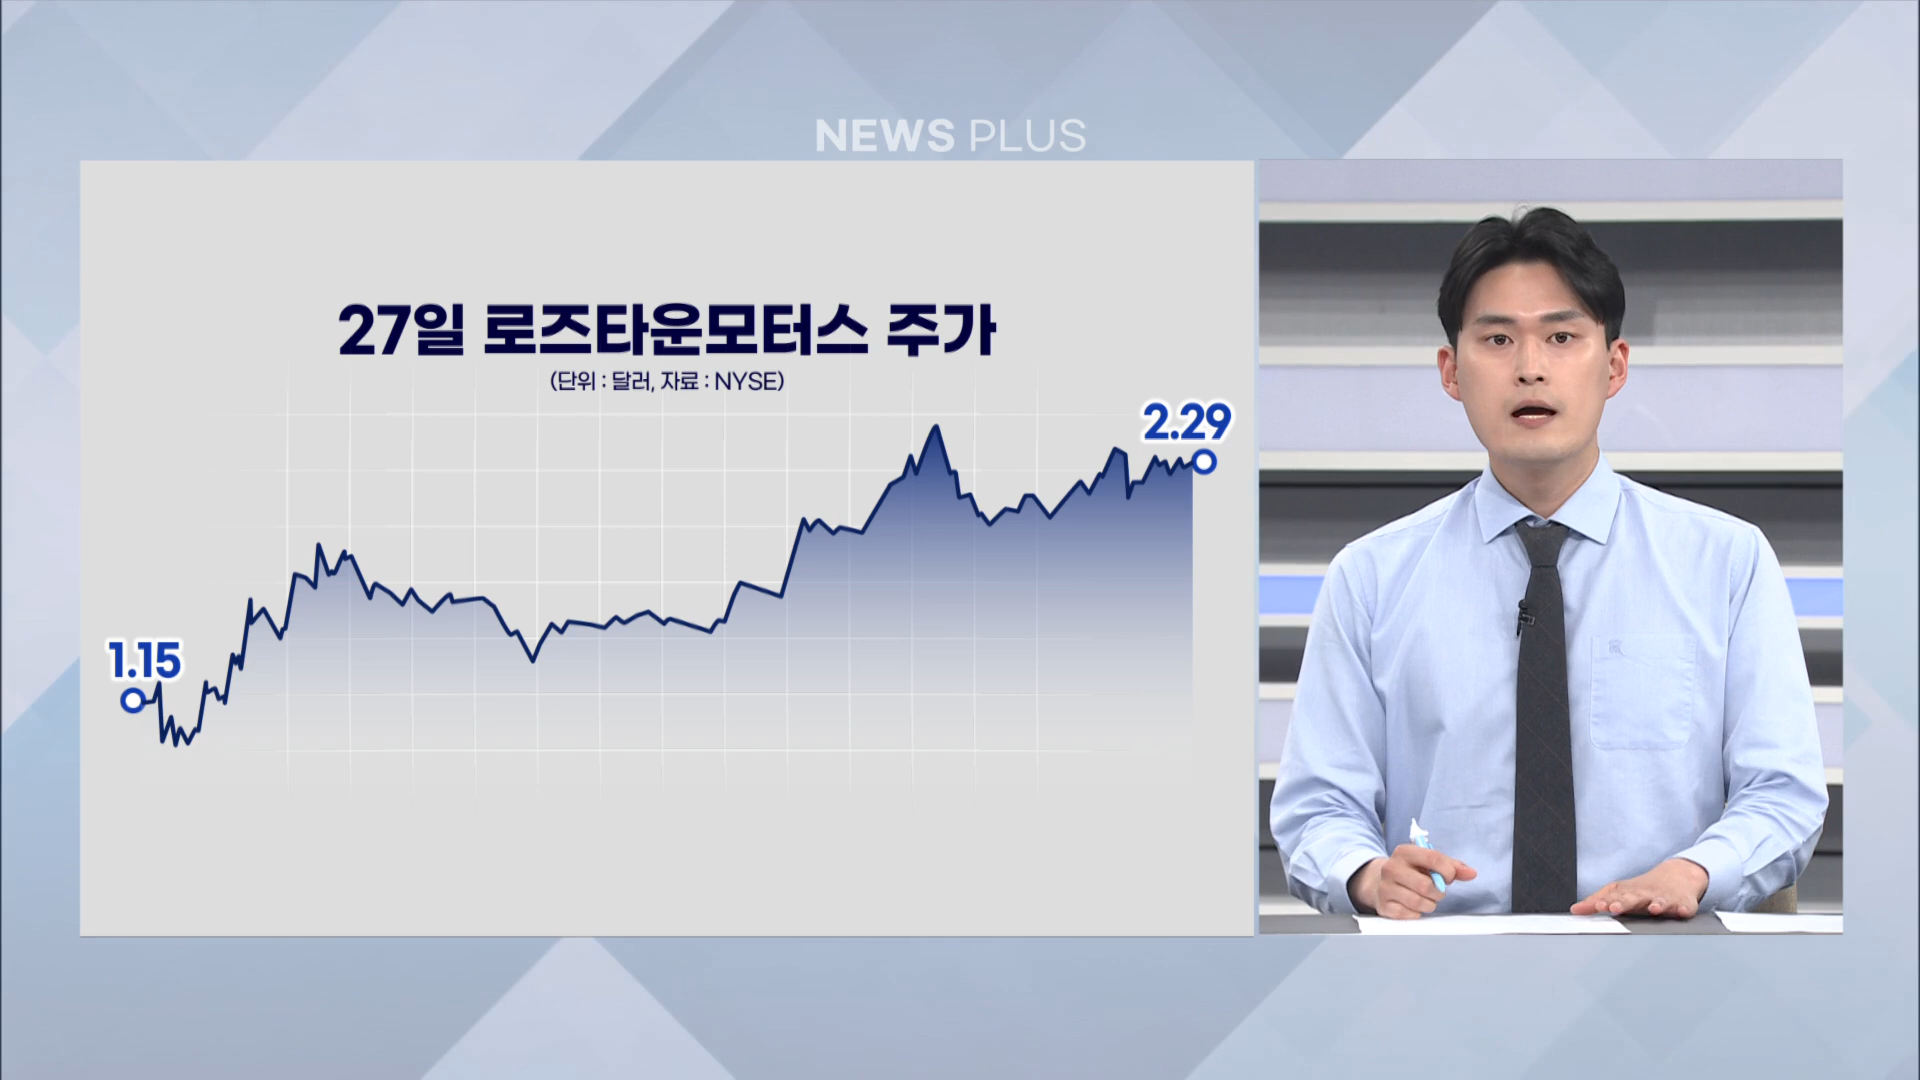 NEWS PLUS
27일 로즈타운모터스 주가
(단위 : 달러, 자료 : NYSE)
2.29
1.15